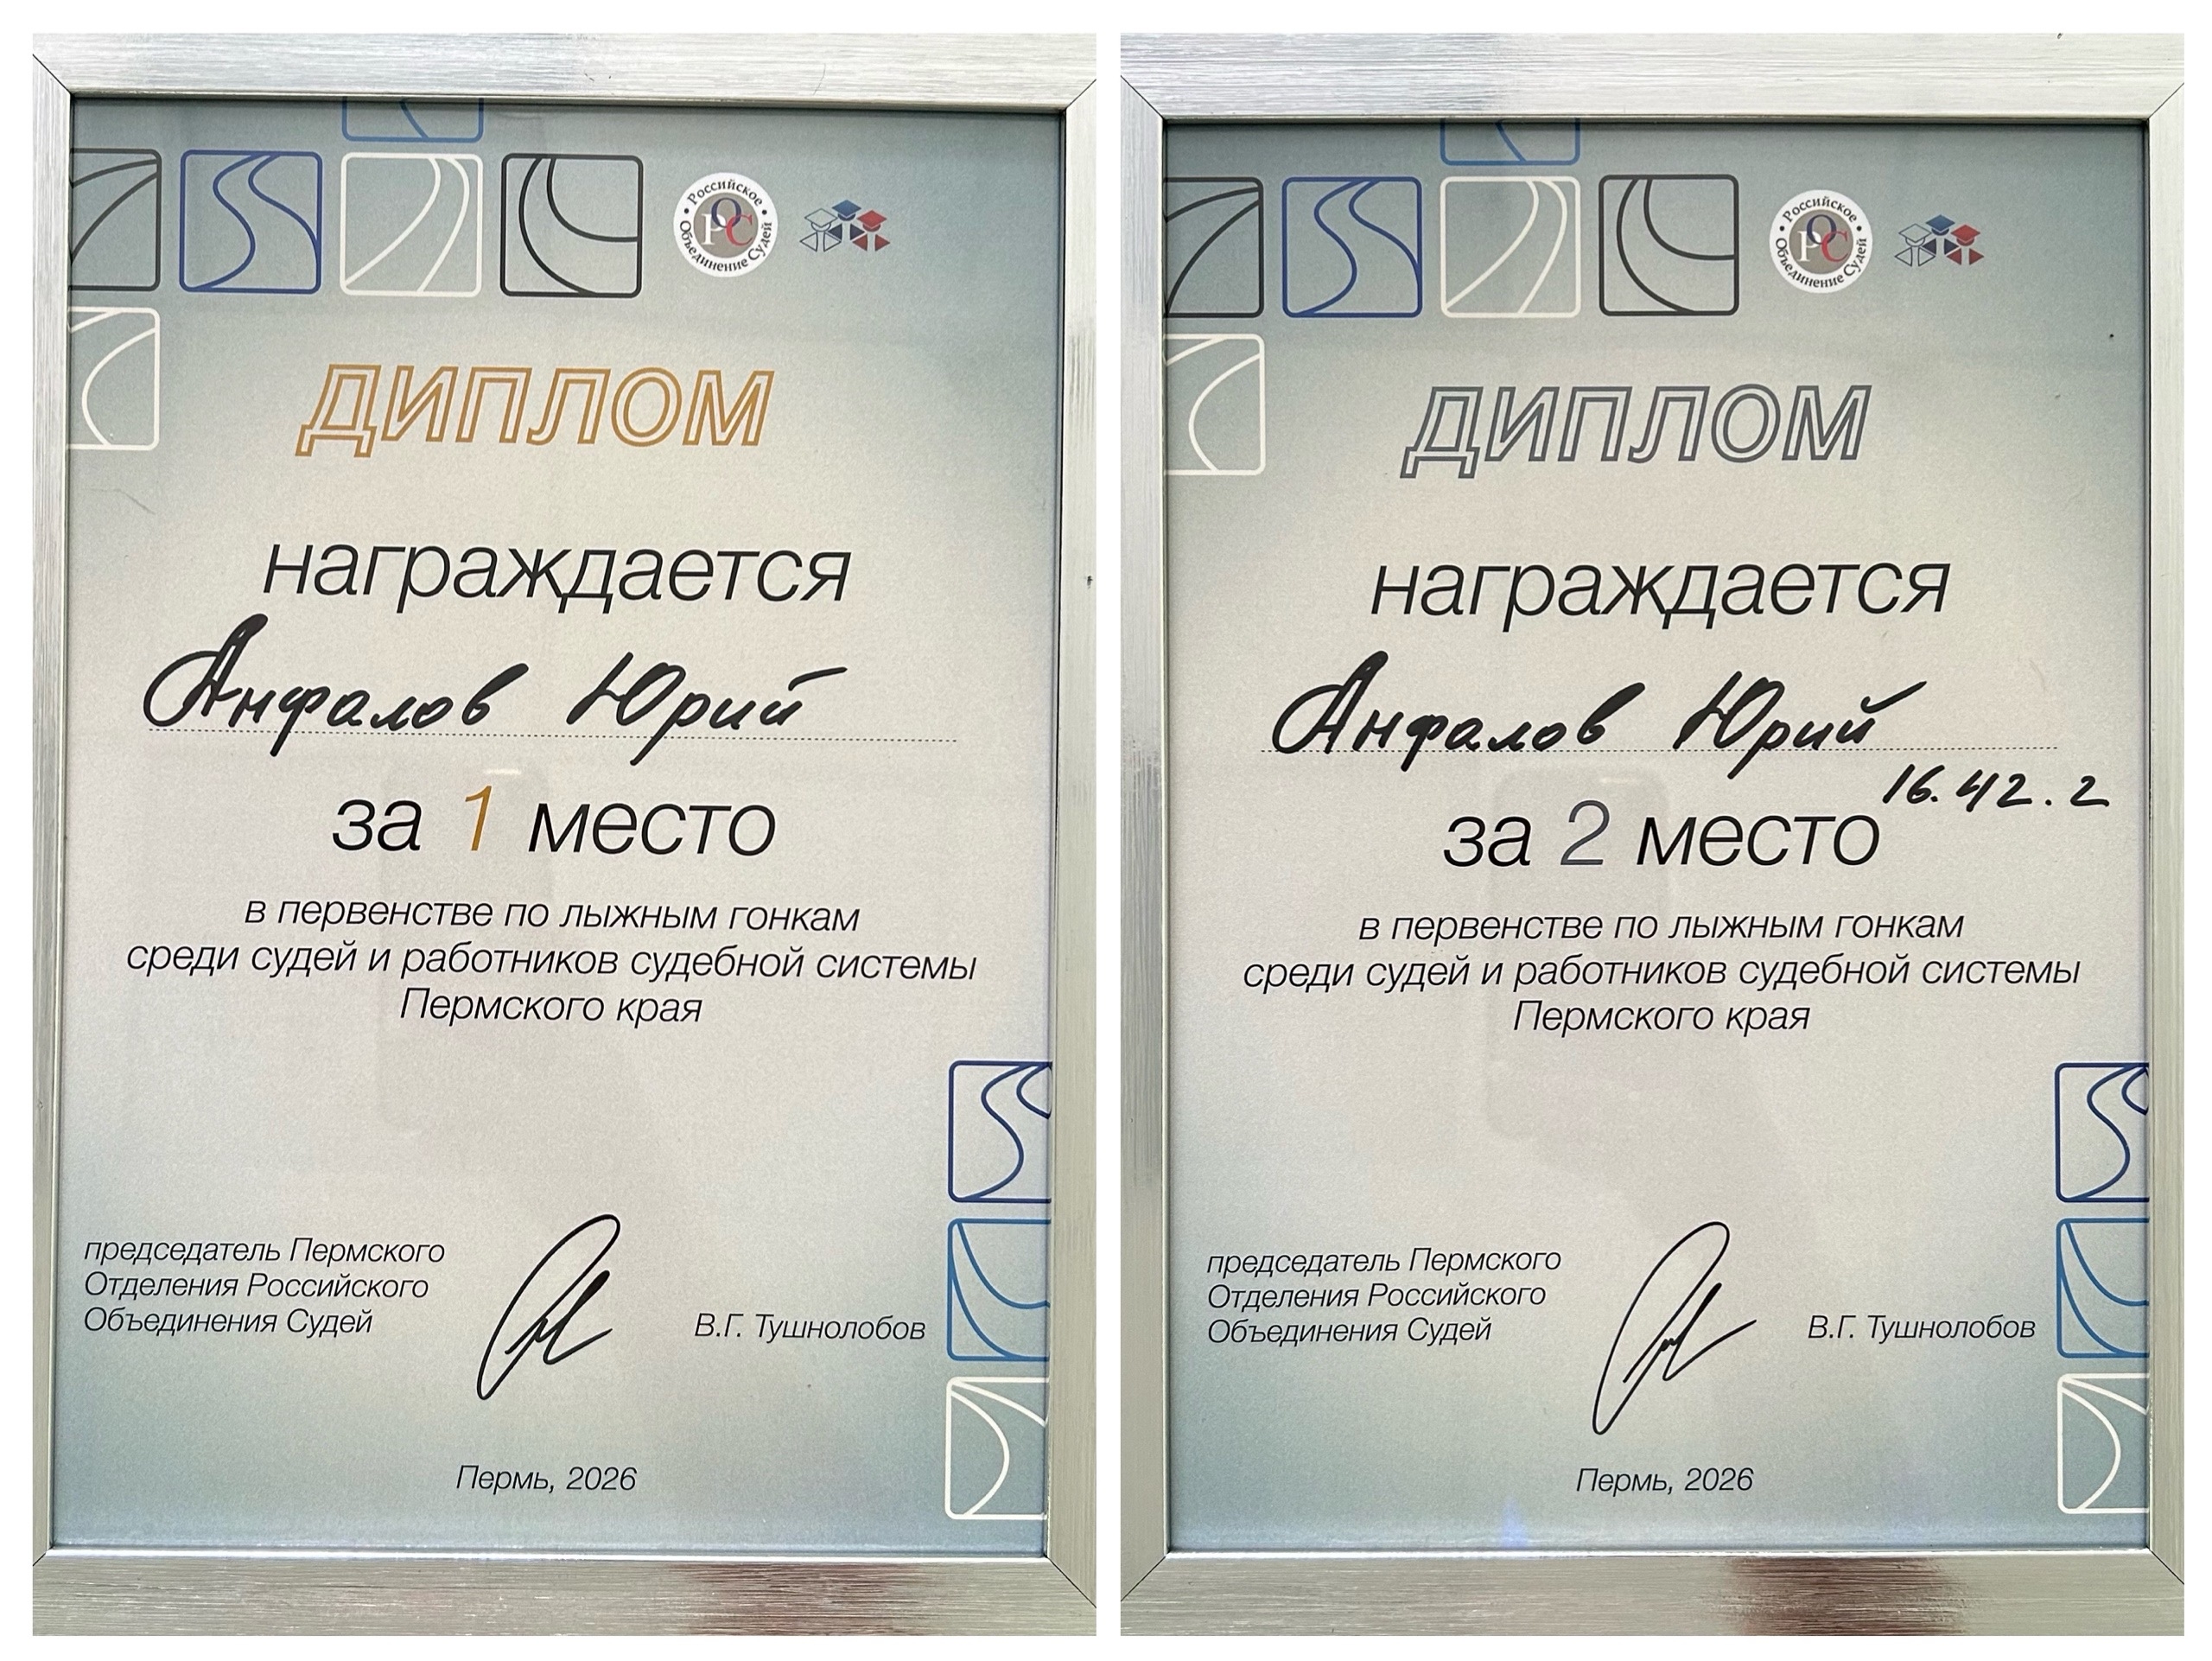 Российское Объединение Судей
РОС
ДИПЛОМ
награждается
Анфалов Юрий
за 1 место
в первенстве по лыжным гонкам
среди судей и работников судебной системы
Пермского края
председатель Пермского
Отделения Российского
Объединения Судей
В.Г. Тушнолобов
Пермь, 2026
Российское Объединение Судей
РОС
ДИПЛОМ
награждается
Анфалов Юрий
16.42.2
за 2 место
в первенстве по лыжным гонкам
среди судей и работников судебной системы
Пермского края
председатель Пермского
Отделения Российского
Объединения Судей
В.Г. Тушнолобов
Пермь, 2026